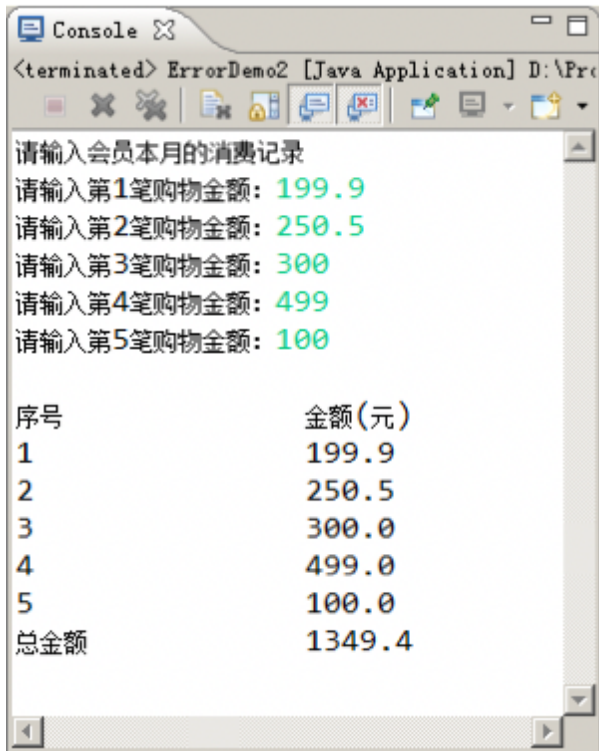 Console
<terminated> ErrorDemo2 [Java Application] D:\Pro
请输入会员本月的消费记录
请输入第1笔购物金额：199.9
请输入第2笔购物金额：250.5
请输入第3笔购物金额：300
请输入第4笔购物金额：499
请输入第5笔购物金额：100
序号 金额(元)
1 199.9
2 250.5
3 300.0
4 499.0
5 100.0
总金额 1349.4